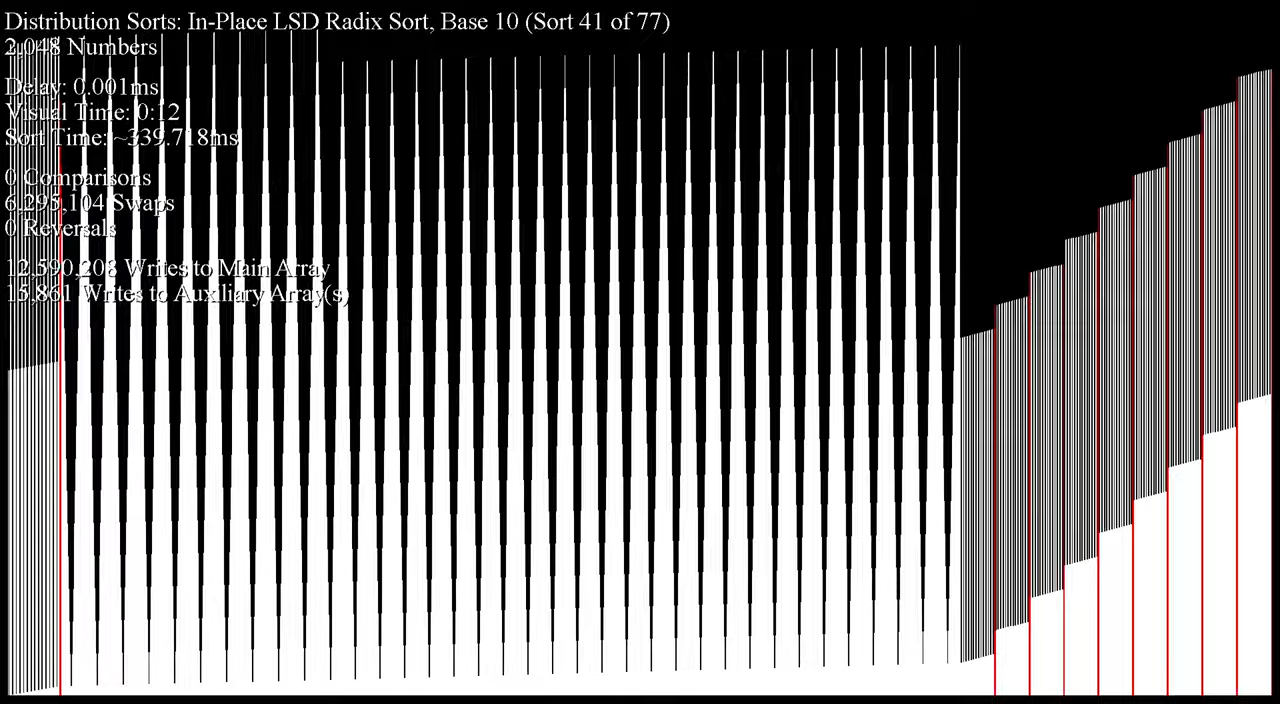 Distribution Sorts: In-Place LSD Radix Sort, Base 10 (Sort 41 of 77)
2,048 Numbers
Delay: 0.001ms
Visual Time: 0:12
Sort Time: ~339.718ms
0 Comparisons
6,295,104 Swaps
0 Reversals
12,590,208 Writes to Main Array
15,861 Writes to Auxiliary Array(s)